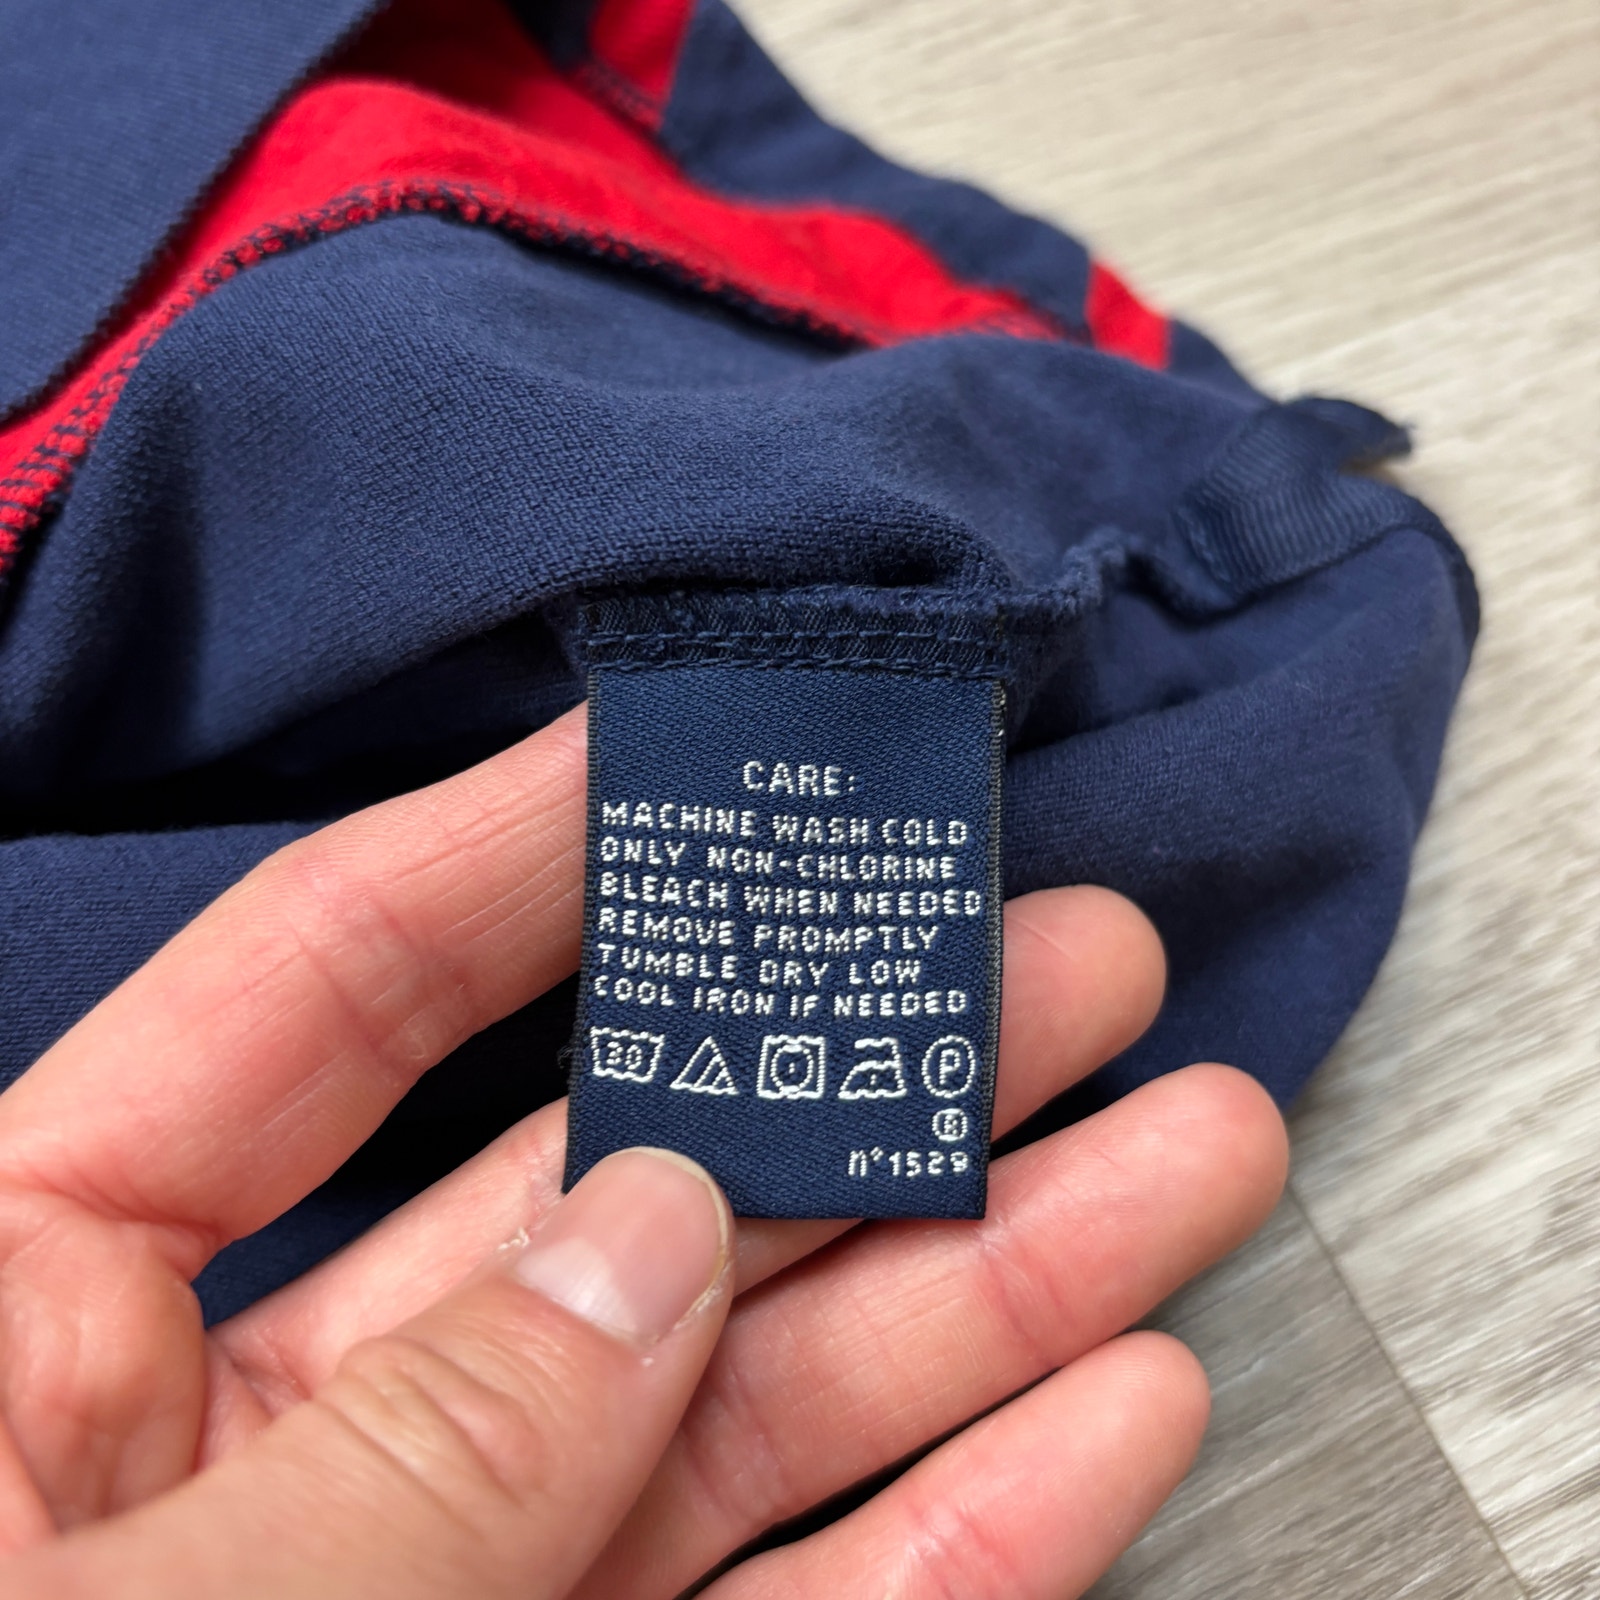 CARE:
MACHINE WASH COLD
ONLY NON-CHLORINE
BLEACH WHEN NEEDED
REMOVE PROMPTLY
TUMBLE DRY LOW
COOL IRON IF NEEDED
30 P
®
n°1529